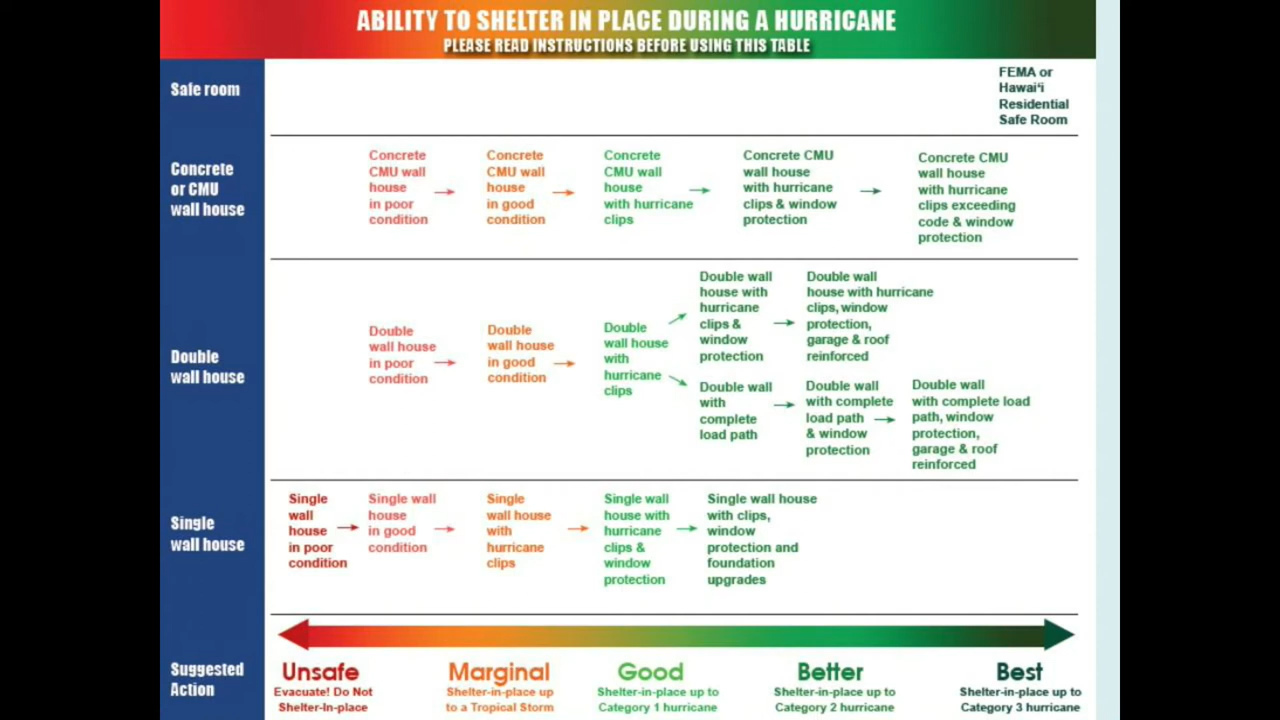 ABILITY TO SHELTER IN PLACE DURING A HURRICANE
PLEASE READ INSTRUCTIONS BEFORE USING THIS TABLE
Safe room
FEMA or
Hawai‘i
Residential
Safe Room
Concrete
or CMU
wall house
Concrete
CMU wall
house
in poor
condition
Concrete
CMU wall
house
in good
condition
Concrete
CMU wall
house
with hurricane
clips
Concrete CMU
wall house
with hurricane
clips & window
protection
Concrete CMU
wall house
with hurricane
clips exceeding
code & window
protection
Double
wall house
Double
wall house
in poor
condition
Double
wall house
in good
condition
Double
wall house
with
hurricane
clips
Double wall
house with
hurricane
clips &
window
protection
Double wall
house with hurricane
clips, window
protection,
garage & roof
reinforced
Double wall
with
complete
load path
Double wall
with complete
load path
& window
protection
Double wall
with complete load
path, window
protection,
garage & roof
reinforced
Single
wall house
Single
wall
house
in poor
condition
Single wall
house
in good
condition
Single
wall house
with
hurricane
clips
Single wall
house with
hurricane
clips &
window
protection
Single wall house
with clips,
window
protection and
foundation
upgrades
Suggested
Action
Unsafe
Evacuate! Do Not
Shelter-In-place
Marginal
Shelter-in-place up
to a Tropical Storm
Good
Shelter-in-place up to
Category 1 hurricane
Better
Shelter-in-place up to
Category 2 hurricane
Best
Shelter-in-place up to
Category 3 hurricane